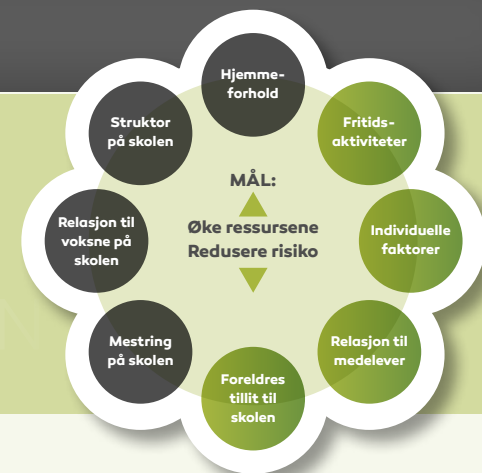 Hjemme-
forhold
Fritids-
aktiviteter
Individuelle
faktorer
Relasjon til
medelever
Foreldres
tillit til
skolen
Mestring
på skolen
Relasjon til
voksne på
skolen
Struktor
på skolen
MÅL:
Øke ressursene
Redusere risiko